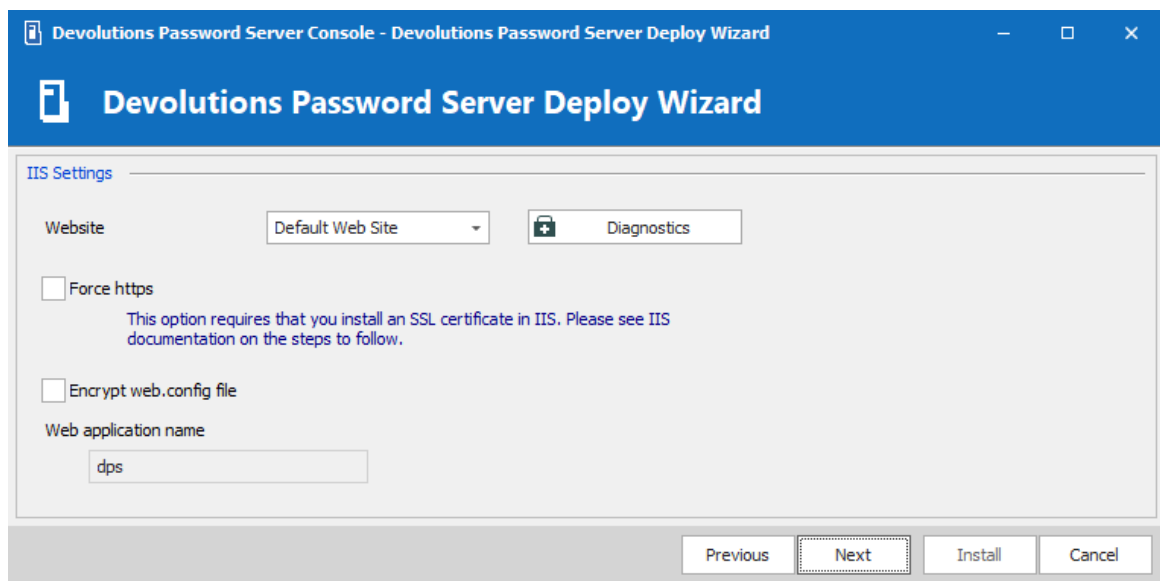 Devolutions Password Server Console - Devolutions Password Server Deploy Wizard
Devolutions Password Server Deploy Wizard
IIS Settings
Website
Default Web Site
Diagnostics
Force https
This option requires that you install an SSL certificate in IIS. Please see IIS
documentation on the steps to follow.
Encrypt web.config file
Web application name
dps
Previous
Next
Install
Cancel